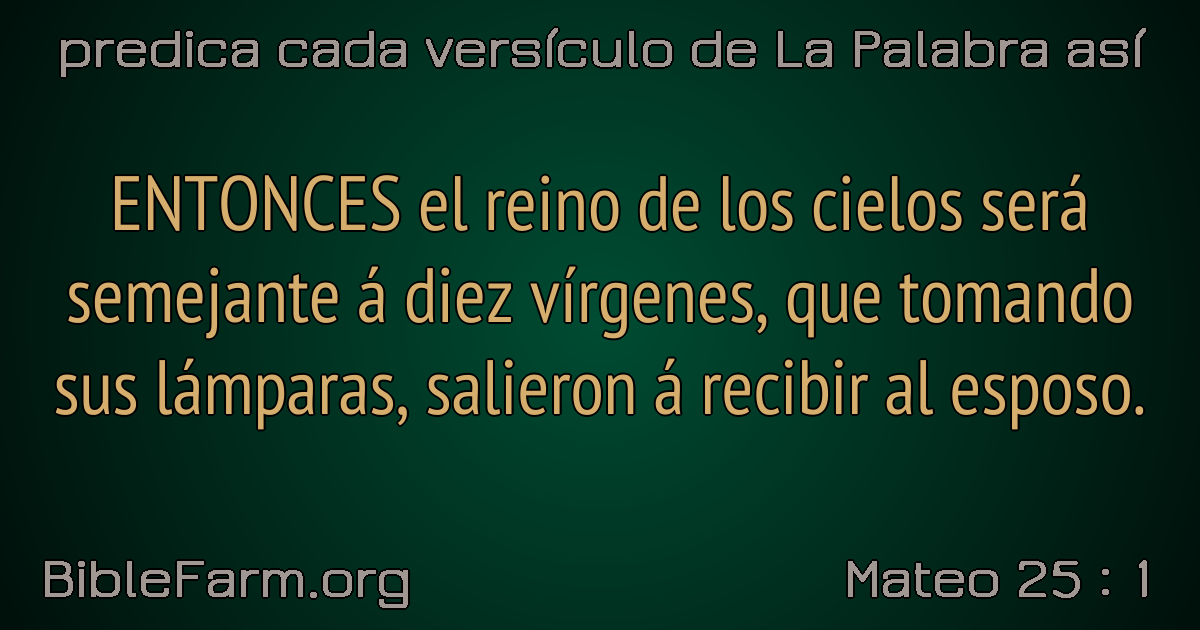 predica cada versículo de La Palabra así
ENTONCES el reino de los cielos será
semejante á diez vírgenes, que tomando
sus lámparas, salieron á recibir al esposo.
BibleFarm.org
Mateo 25 : 1